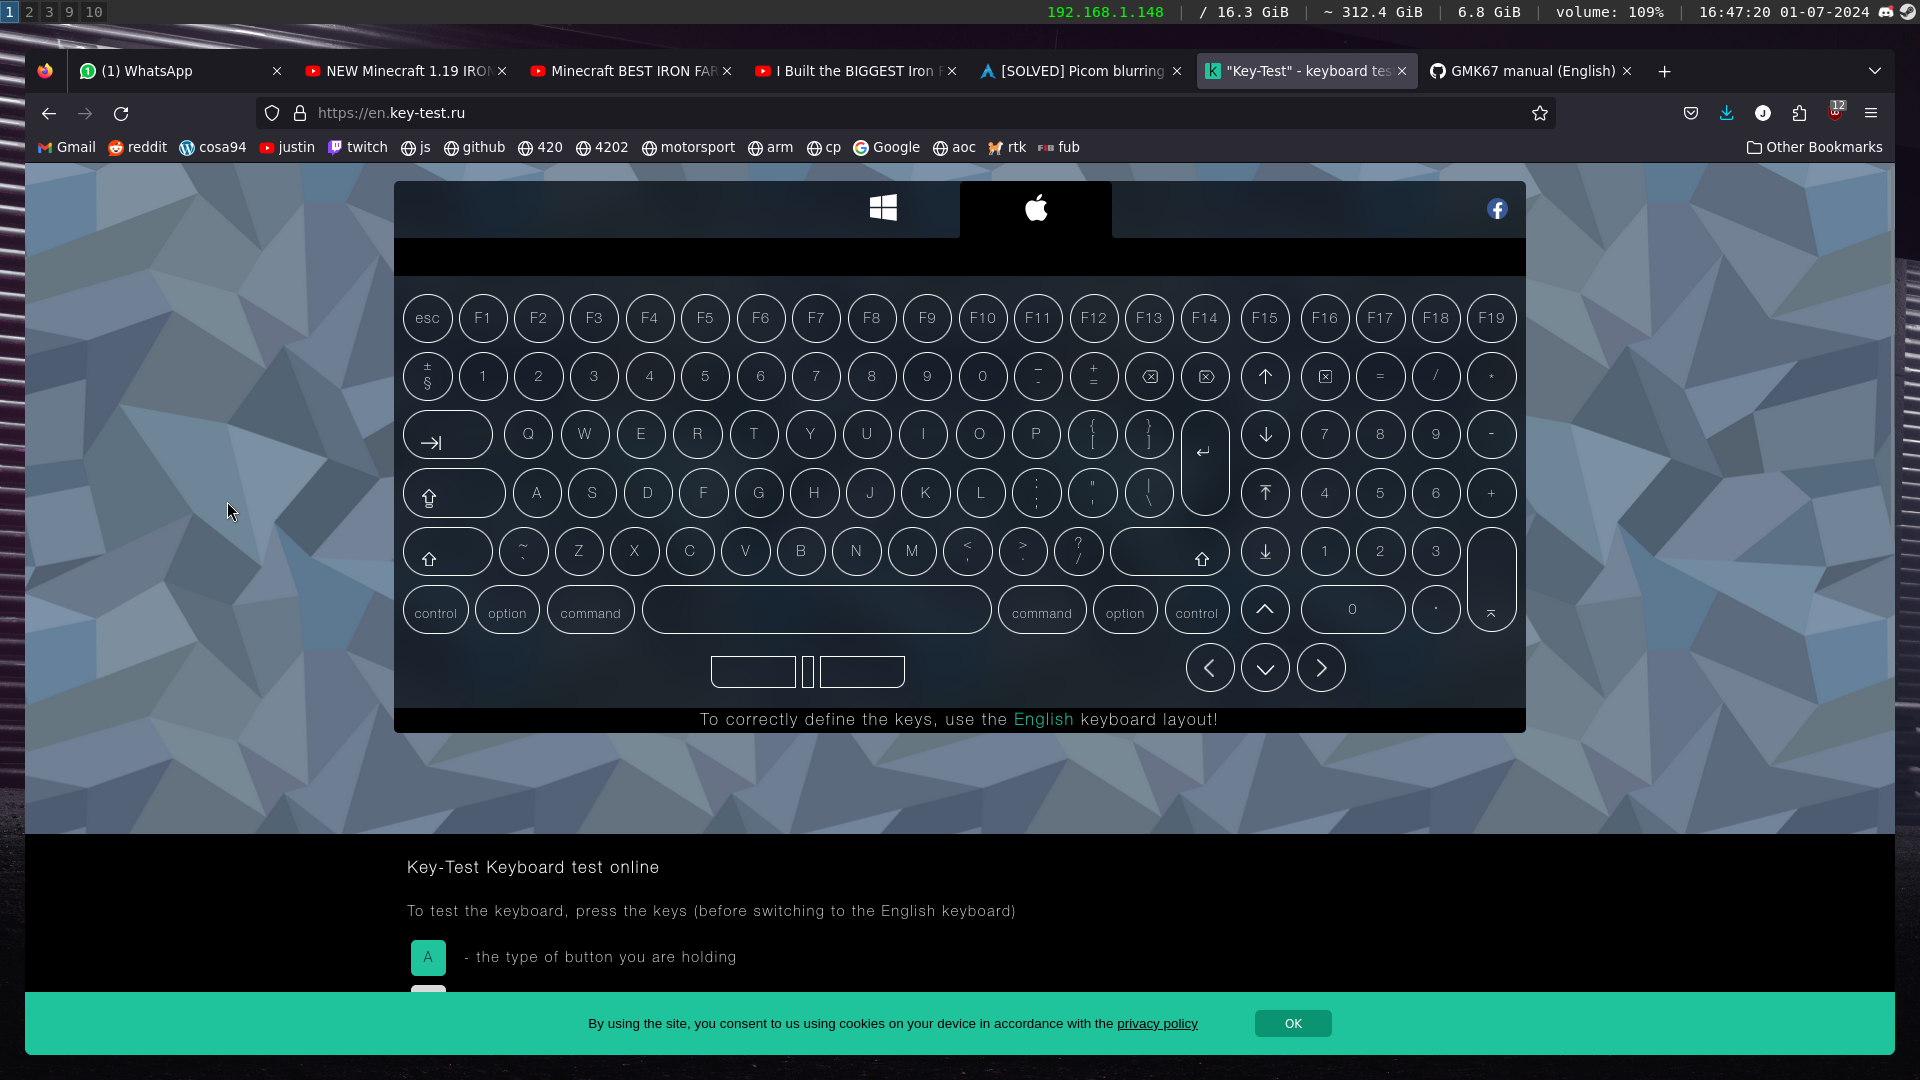 1 2 3 9 10 192.168.1.148 | / 16.3 GiB | ~ 312.4 GiB | 6.8 GiB | volume: 109% | 16:47:20 01-07-2024
(1) WhatsApp NEW Minecraft 1.19 IRON Minecraft BEST IRON FAR I Built the BIGGEST Iron F [SOLVED] Picom blurring "Key-Test" - keyboard tes GMK67 manual (English)
https://en.key-test.ru 12
Gmail reddit cosa94 justin twitch js github 420 4202 motorsport arm cp Google aoc rtk fub Other Bookmarks
esc F1 F2 F3 F4 F5 F6 F7 F8 F9 F10 F11 F12 F13 F14 F15 F16 F17 F18 F19
± § 1 2 3 4 5 6 7 8 9 0 _ - + = ↑ = / *
→| Q W E R T Y U I O P { [ } ] ↵ ↓ 7 8 9 -
A S D F G H J K L : ; " ' | \ 4 5 6 +
~ ` Z X C V B N M < , > . ? / 1 2 3
control option command command option control 0 .
To correctly define the keys, use the English keyboard layout!
Key-Test Keyboard test online
To test the keyboard, press the keys (before switching to the English keyboard)
A - the type of button you are holding
By using the site, you consent to us using cookies on your device in accordance with the privacy policy OK